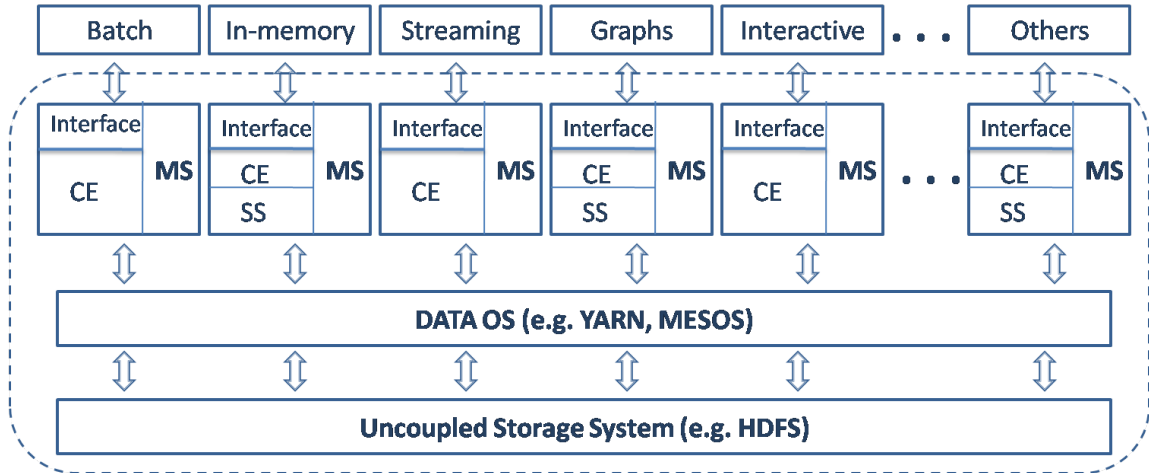 Batch In-memory Streaming Graphs Interactive . . . Others
Interface Interface Interface Interface Interface Interface
CE MS CE MS CE MS CE MS CE MS . . . CE MS
SS SS SS
DATA OS (e.g. YARN, MESOS)
Uncoupled Storage System (e.g. HDFS)